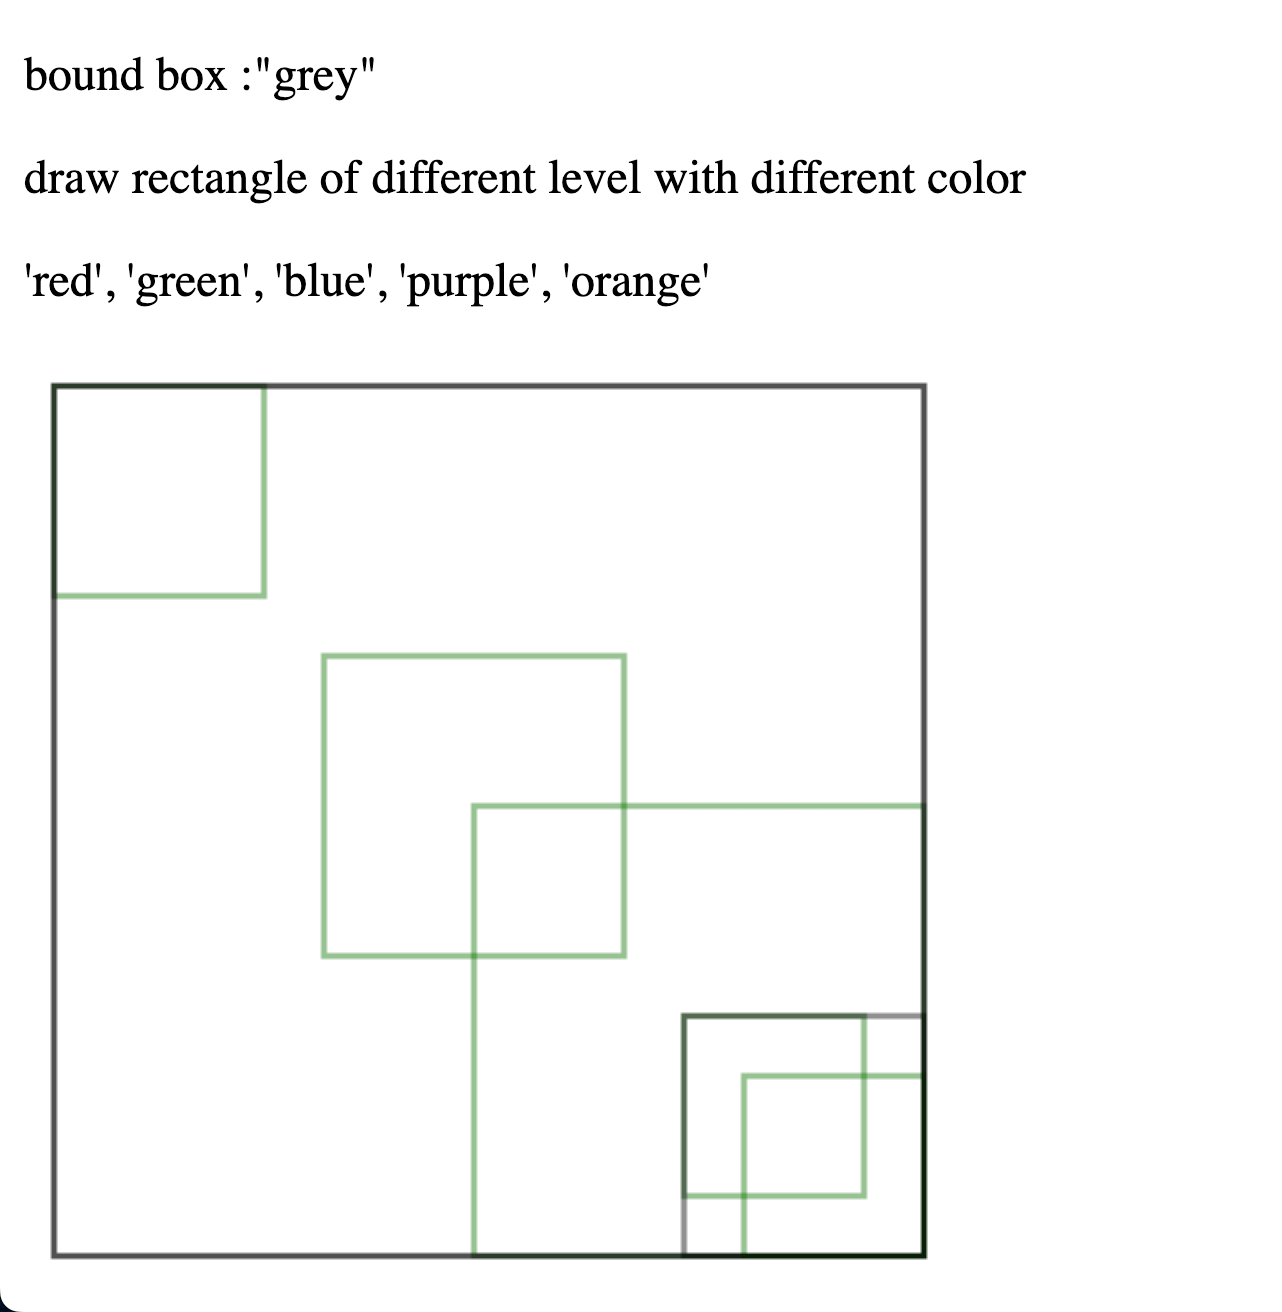 bound box :"grey"
draw rectangle of different level with different color
'red', 'green', 'blue', 'purple', 'orange'